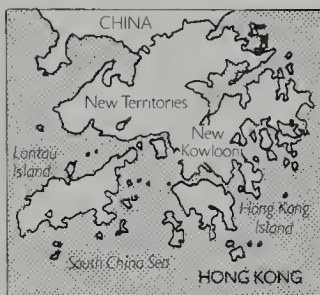 CHINA
New Territories
New
Kowloon
Lantau
Island
Hong Kong
Island
South China Sea
HONG KONG